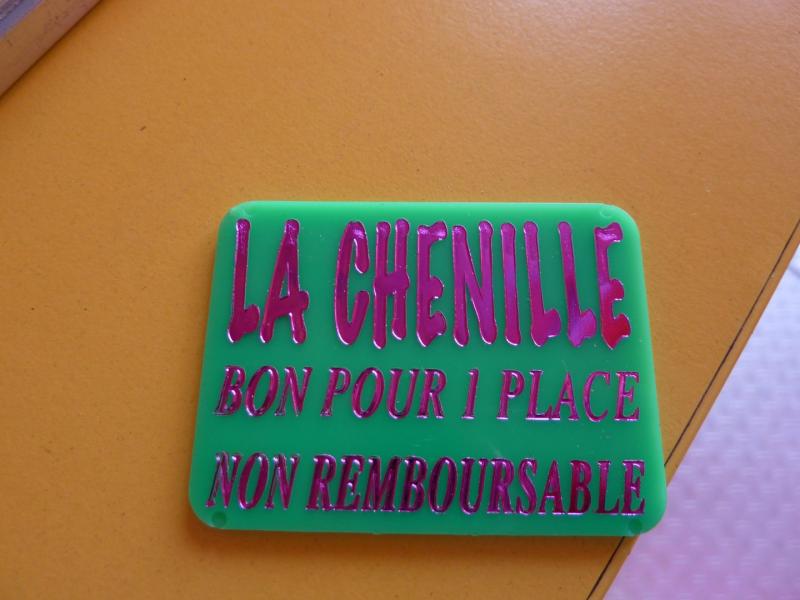 LA CHENILLE
BON POUR 1 PLACE
NON REMBOURSABLE